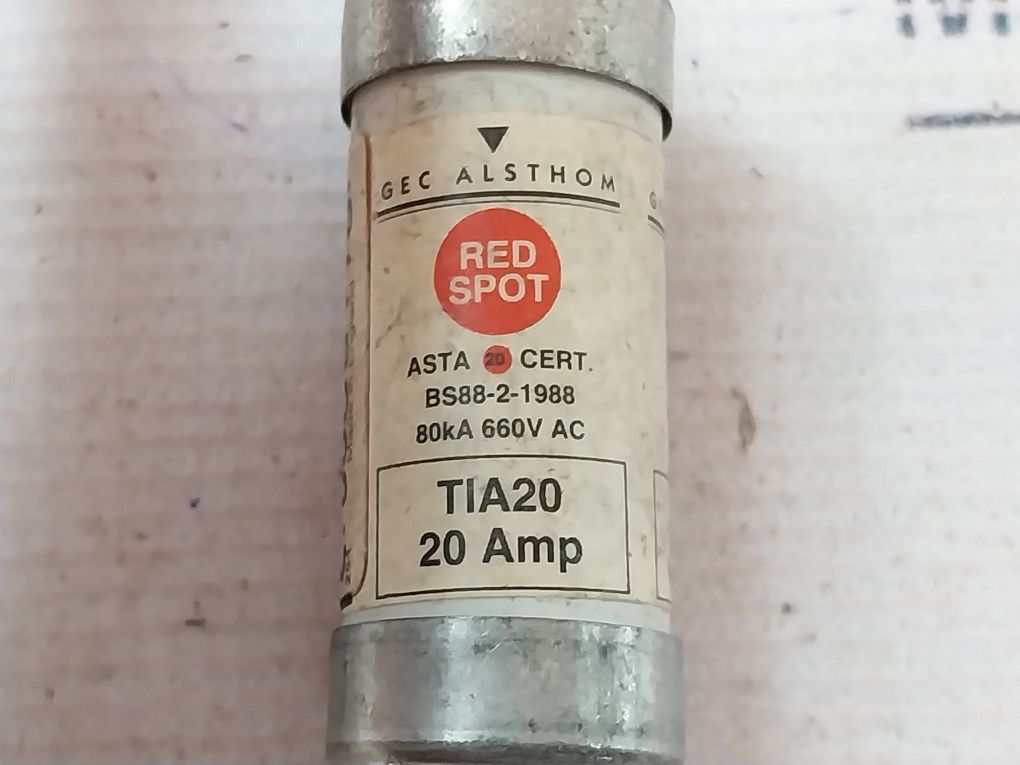 GEC ALSTHOM
RED
SPOT
ASTA 20 CERT.
BS88-2-1988
80kA 660V AC
TIA20
20 Amp